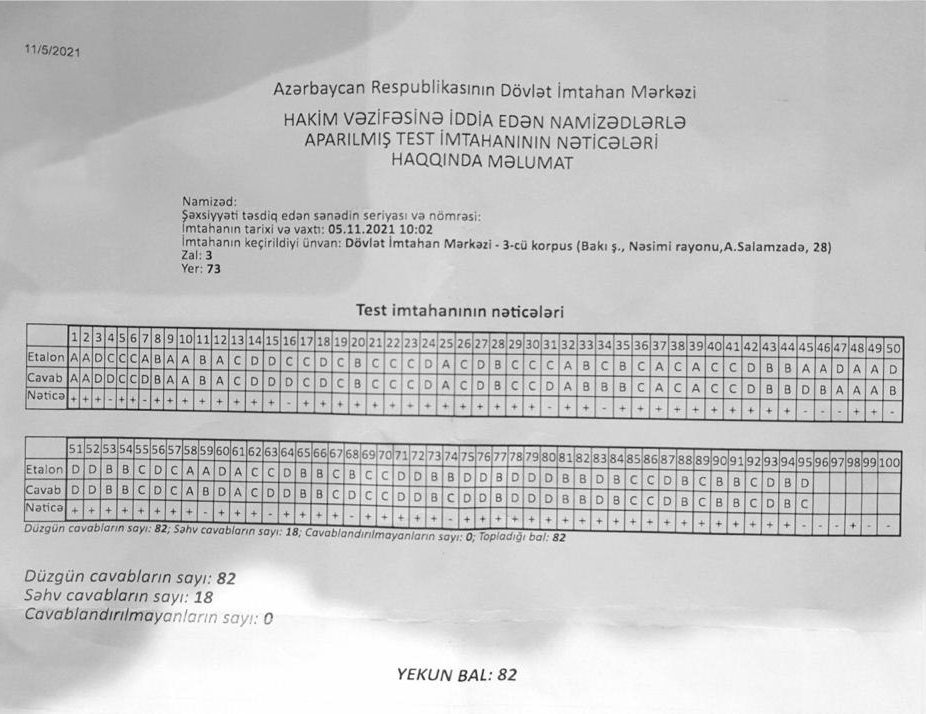 11/5/2021
Azərbaycan Respublikasının Dövlət İmtahan Mərkəzi
HAKİM VƏZİFƏSİNƏ İDDİA EDƏN NAMİZƏDLƏRLƏ
APARILMIŞ TEST İMTAHANININ NƏTİCƏLƏRİ
HAQQINDA MƏLUMAT
Namizəd:
Şəxsiyyəti təsdiq edən sənədin seriyası və nömrəsi:
İmtahanın tarixi və vaxtı: 05.11.2021 10:02
İmtahanın keçirildiyi ünvan: Dövlət İmtahan Mərkəzi - 3-cü korpus (Bakı ş., Nəsimi rayonu,A.Salamzadə, 28)
Zal: 3
Yer: 73
Test imtahanının nəticələri
1 2 3 4 5 6 7 8 9 10 11 12 13 14 15 16 17 18 19 20 21 22 23 24 25 26 27 28 29 30 31 32 33 34 35 36 37 38 39 40 41 42 43 44 45 46 47 48 49 50
Etalon A A D C C C A B A A B A C D D C C D C B C C C D A C D B C C C A B C B C A C A C C D B B A A D A A D
Cavab A A D D C C D B A A B A C D D D C D C B C C C D A C D B C C D A B B B C A C A C C D B B D B A A A B
Nəticə + + + - + + - + + + + + + + + - + + + + + + + + + + + + + + - + + - + + + + + + + + + + - - - + + -
51 52 53 54 55 56 57 58 59 60 61 62 63 64 65 66 67 68 69 70 71 72 73 74 75 76 77 78 79 80 81 82 83 84 85 86 87 88 89 90 91 92 93 94 95 96 97 98 99 100
Etalon D D B B C D C A A D A C C D B B C B C C D D B B D D B D D B B D B C C D B C B B C D B D
Cavab D D B B C D C A B D A C D D B B C D C C D D B C D D B D D D B B D B C C D B C B B C D B C
Nəticə
Düzgün cavabların sayı: 82; Səhv cavabların sayı: 18; Cavablandırılmayanların sayı: 0; Topladığı bal: 82
Düzgün cavabların sayı: 82
Səhv cavabların sayı: 18
Cavablandırılmayanların sayı: 0
YEKUN BAL: 82